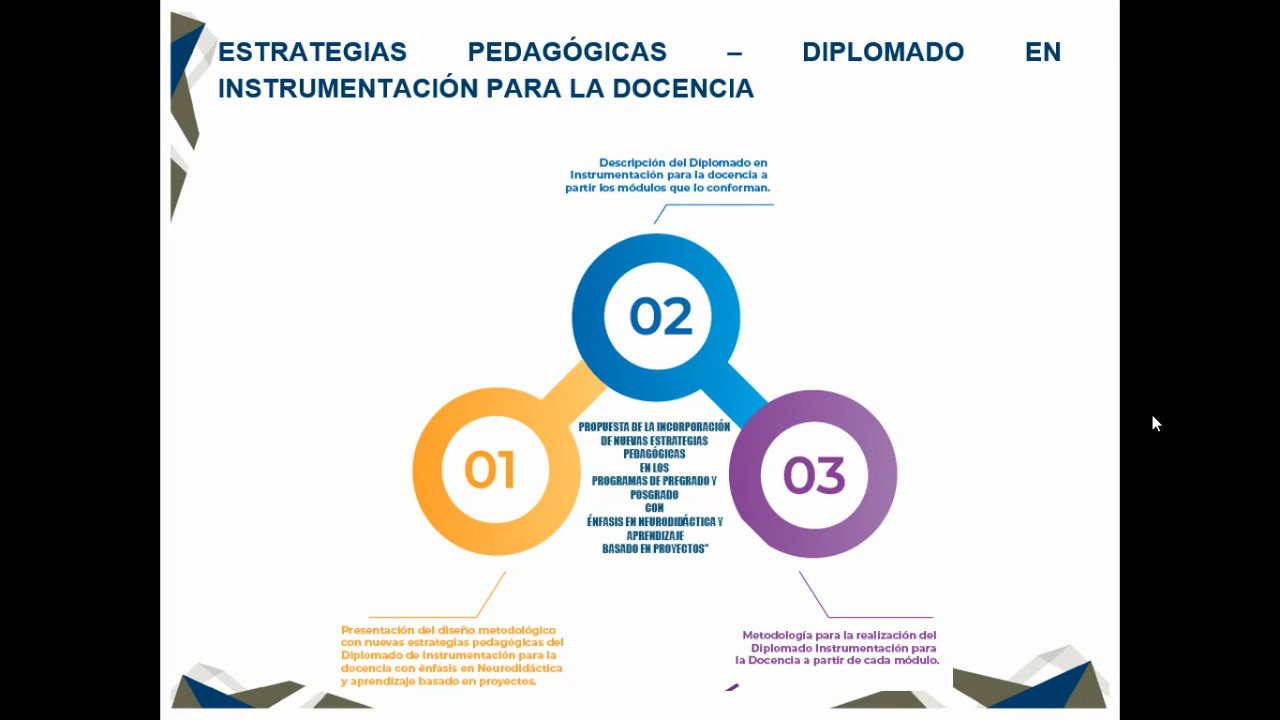 ESTRATEGIAS PEDAGÓGICAS – DIPLOMADO EN
INSTRUMENTACIÓN PARA LA DOCENCIA
Descripción del Diplomado en
Instrumentación para la docencia a
partir los módulos que lo conforman.
02
01
03
PROPUESTA DE LA INCORPORACIÓN
DE NUEVAS ESTRATEGIAS
PEDAGÓGICAS
EN LOS
PROGRAMAS DE PREGRADO Y
POSGRADO
CON
ÉNFASIS EN NEURODIDÁCTICA Y
APRENDIZAJE
BASADO EN PROYECTOS"
Presentación del diseño metodológico
con nuevas estrategias pedagógicas del
Diplomado de Instrumentación para la
docencia con énfasis en Neurodidáctica
y aprendizaje basado en proyectos.
Metodología para la realización del
Diplomado Instrumentación para
la Docencia a partir de cada módulo.